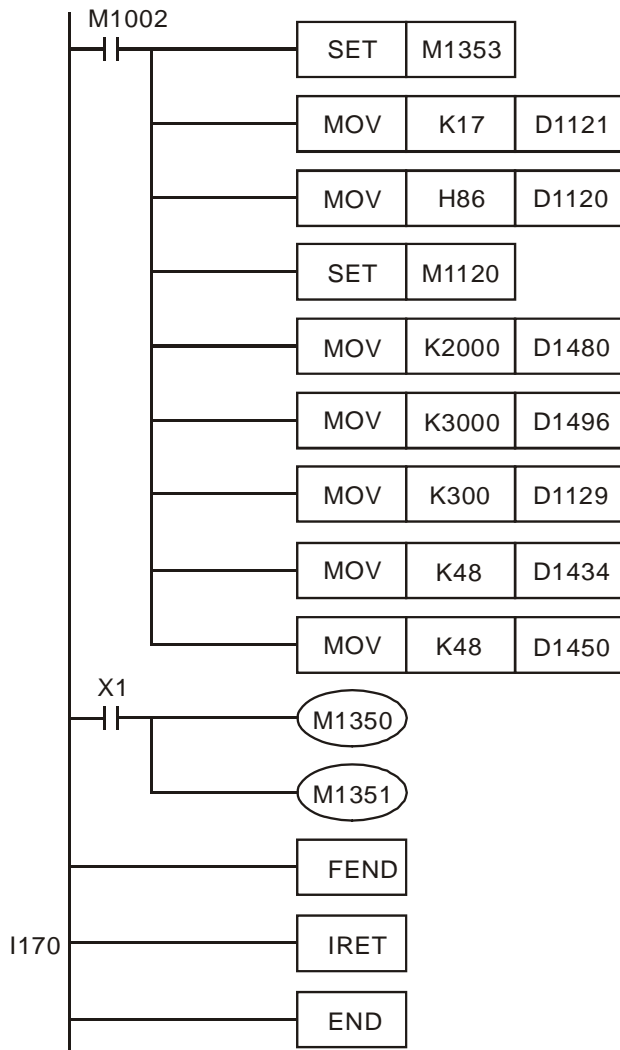 M1002
SET M1353
MOV K17 D1121
MOV H86 D1120
SET M1120
MOV K2000 D1480
MOV K3000 D1496
MOV K300 D1129
MOV K48 D1434
MOV K48 D1450
X1
M1350
M1351
FEND
I170 IRET
END